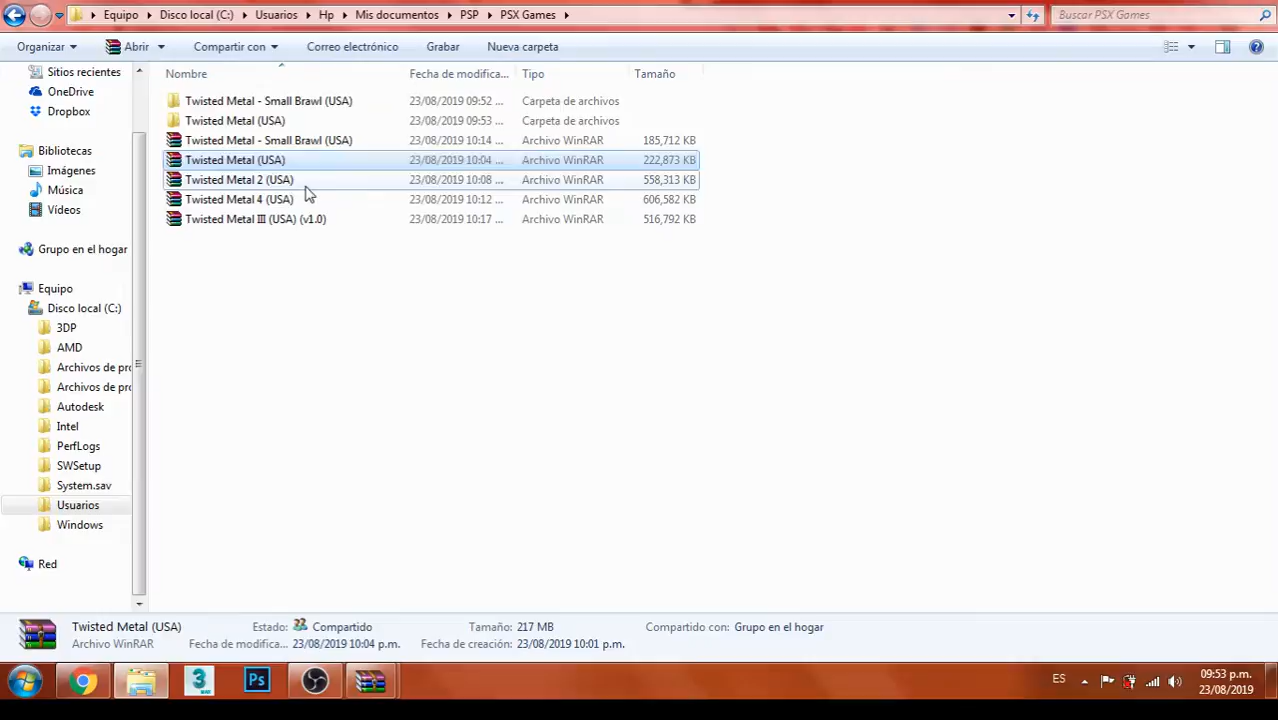 Equipo ▸ Disco local (C:) ▸ Usuarios ▸ Hp ▸ Mis documentos ▸ PSP ▸ PSX Games ▸ Buscar PSX Games
Organizar Abrir Compartir con Correo electrónico Grabar Nueva carpeta
Sitios recientes
OneDrive
Dropbox
Bibliotecas
Imágenes
Música
Vídeos
Grupo en el hogar
Equipo
Disco local (C:)
3DP
AMD
Archivos de pro
Archivos de pro
Autodesk
Intel
PerfLogs
SWSetup
System.sav
Usuarios
Windows
Red
Nombre Fecha de modifica... Tipo Tamaño
Twisted Metal - Small Brawl (USA) 23/08/2019 09:52 ... Carpeta de archivos
Twisted Metal (USA) 23/08/2019 09:53 ... Carpeta de archivos
Twisted Metal - Small Brawl (USA) 23/08/2019 10:14 ... Archivo WinRAR 185,712 KB
Twisted Metal (USA) 23/08/2019 10:04 ... Archivo WinRAR 222,873 KB
Twisted Metal 2 (USA) 23/08/2019 10:08 ... Archivo WinRAR 558,313 KB
Twisted Metal 4 (USA) 23/08/2019 10:12 ... Archivo WinRAR 606,582 KB
Twisted Metal III (USA) (v1.0) 23/08/2019 10:17 ... Archivo WinRAR 516,792 KB
Twisted Metal (USA) Estado: Compartido Tamaño: 217 MB Compartido con: Grupo en el hogar
Archivo WinRAR Fecha de modifica... 23/08/2019 10:04 p.m. Fecha de creación: 23/08/2019 10:01 p.m.
3
Ps
ES
09:53 p.m.
23/08/2019